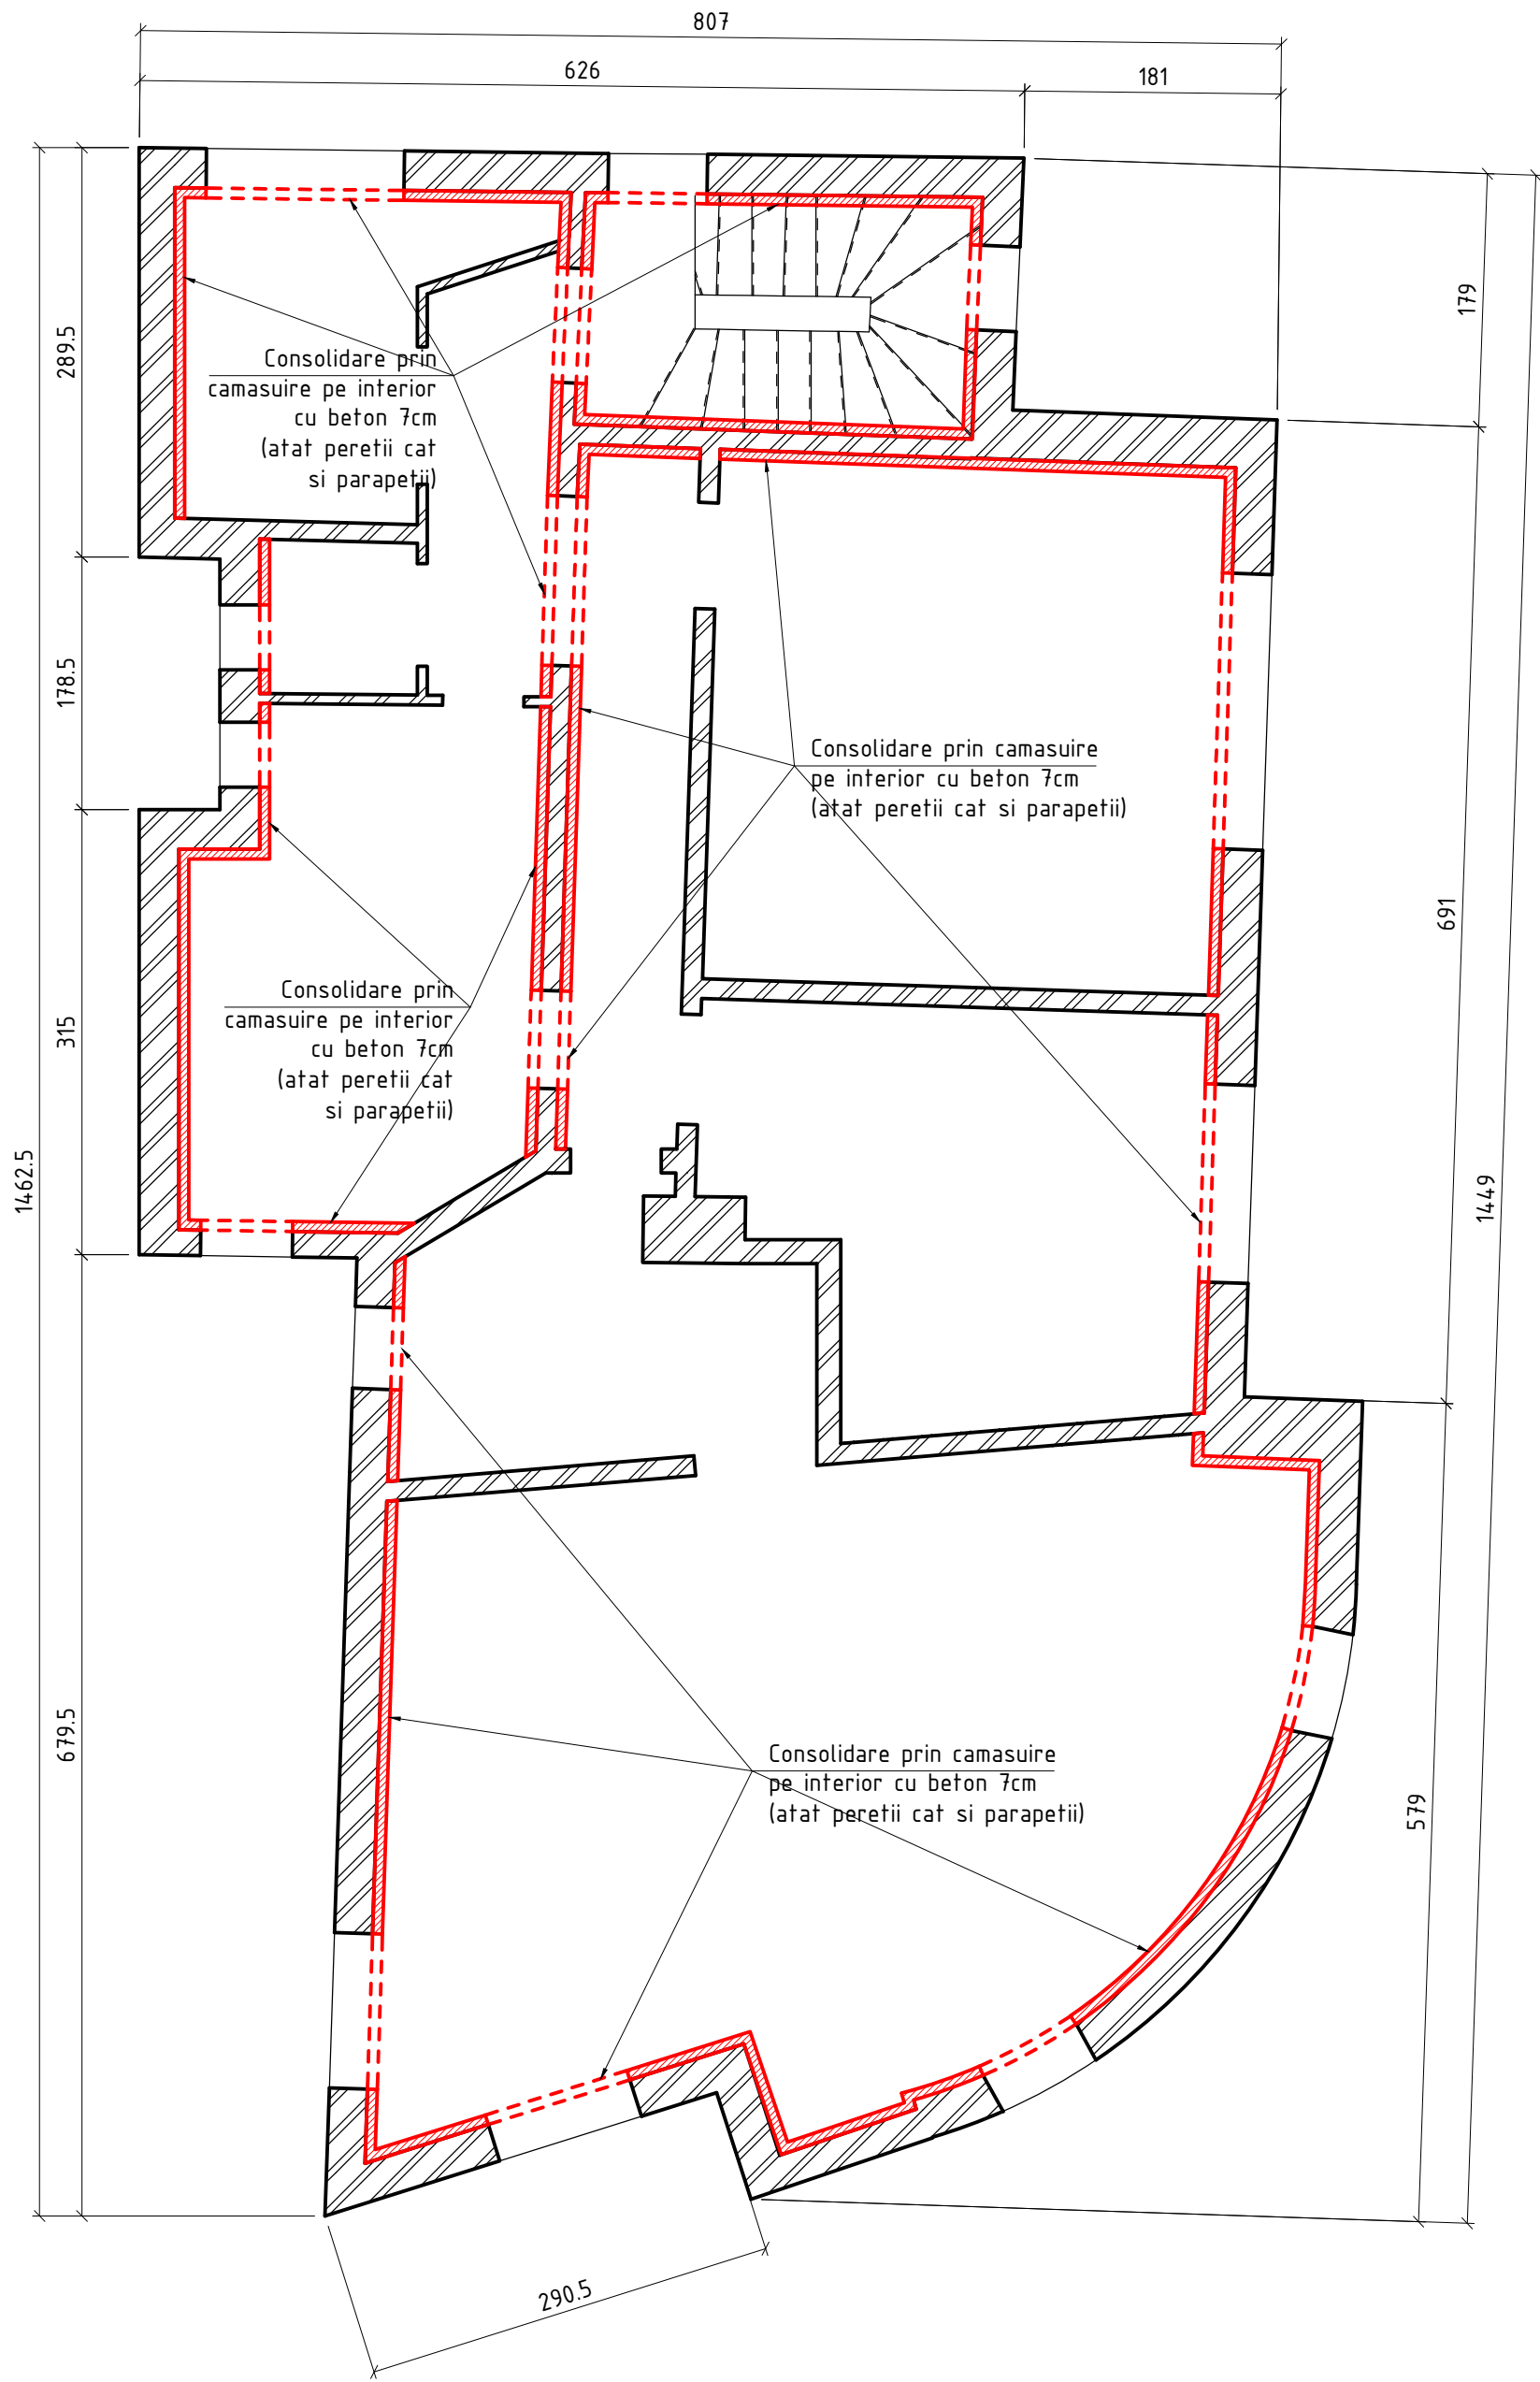 807
626
181
289.5
179
Consolidare prin
camasuire pe interior
cu beton 7cm
(atat peretii cat
si parapetii)
178.5
Consolidare prin camasuire
pe interior cu beton 7cm
(atat peretii cat si parapetii)
691
Consolidare prin
camasuire pe interior
cu beton 7cm
(atat peretii cat
si parapetii)
315
1462.5
1449
679.5
Consolidare prin camasuire
pe interior cu beton 7cm
(atat peretii cat si parapetii)
579
290.5